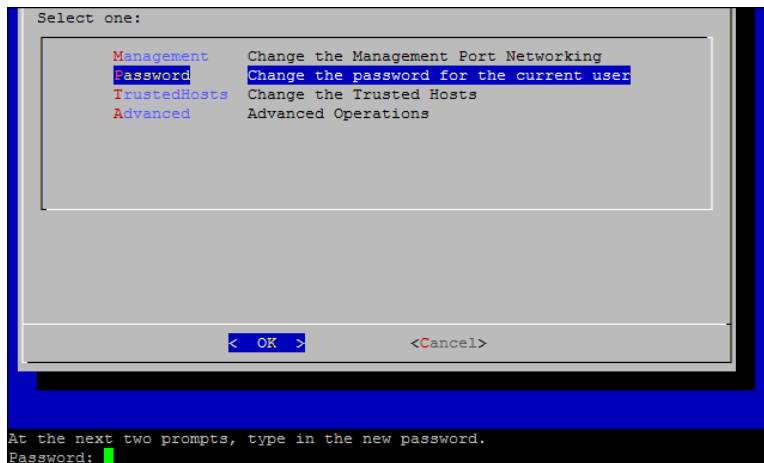 Select one:
Management Change the Management Port Networking
Password Change the password for the current user
TrustedHosts Change the Trusted Hosts
Advanced Advanced Operations
< OK > <Cancel>
At the next two prompts, type in the new password.
Password: